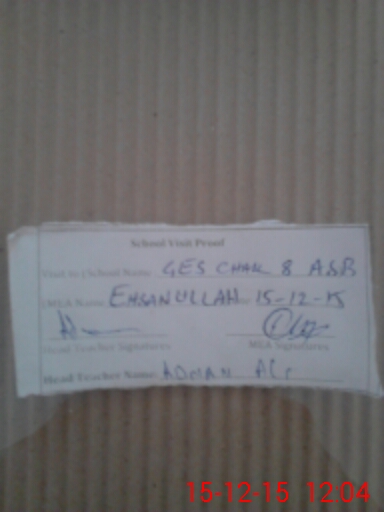 School Visit Proof
Visit to (School Name GES CHAK 8 ASB
(MEA Name EHSANULLAH 15-12-15
Head Teacher Signatures MEA Signatures
Head Teacher Name: ADNAN ALI
15-12-15 12:04